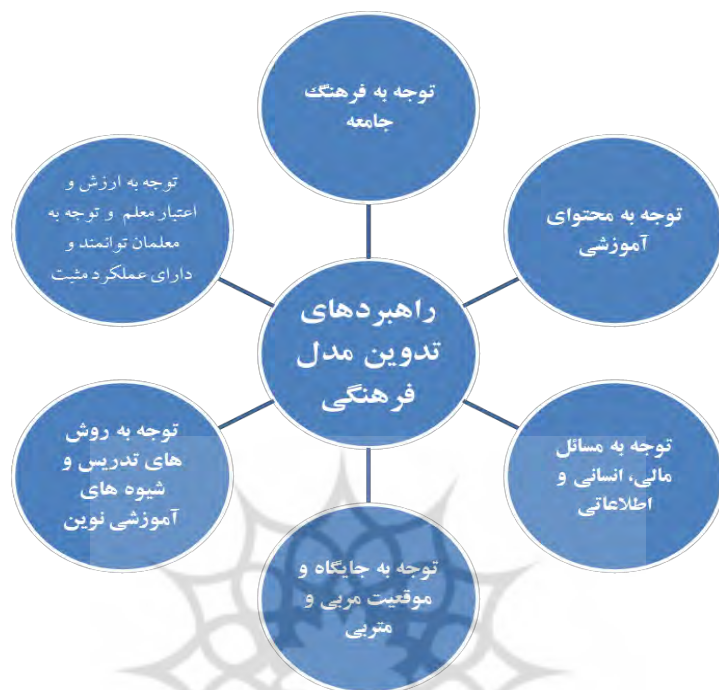 توجه به فرهنگ
جامعه
توجه به محتوای
آموزشی
توجه به مسائل
مالی، انسانی و
اطلاعاتی
توجه به جایگاه و
موقعیت مربی و
متربی
توجه به روش
های تدریس و
شیوه های
آموزشی نوین
توجه به ارزش و
اعتبار معلم و توجه به
معلمان توانمند و
دارای عملکرد مثبت
راهبردهای
تدوین مدل
فرهنگی